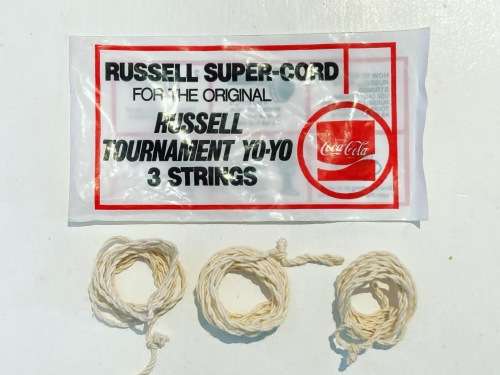 RUSSELL SUPER-CORD
FOR THE ORIGINAL
RUSSELL
TOURNAMENT YO-YO
3 STRINGS
Coca-Cola